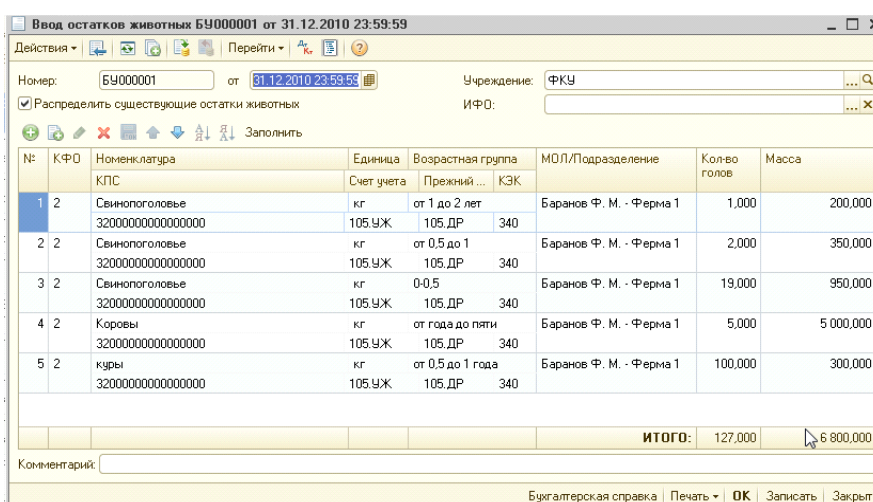 Ввод остатков животных БУ000001 от 31.12.2010 23:59:59
Действия Перейти Дт Кт
Номер: БУ000001 от 31.12.2010 23:59:59 Учреждение: ФКУ ...
Распределить существующие остатки животных ИФО: ... X
Заполнить
№ КФО Номенклатура Единица Возрастная группа МОЛ/Подразделение Кол-во голов Масса
КПС Счет учета Прежний ... КЭК
1 2 Свинопоголовье кг от 1 до 2 лет Баранов Ф. М. - Ферма 1 1,000 200,000
32000000000000000 105.УЖ 105.ДР 340
2 2 Свинопоголовье кг от 0,5 до 1 Баранов Ф. М. - Ферма 1 2,000 350,000
32000000000000000 105.УЖ 105.ДР 340
3 2 Свинопоголовье кг 0-0,5 Баранов Ф. М. - Ферма 1 19,000 950,000
32000000000000000 105.УЖ 105.ДР 340
4 2 Коровы кг от года до пяти Баранов Ф. М. - Ферма 1 5,000 5 000,000
32000000000000000 105.УЖ 105.ДР 340
5 2 куры кг от 0,5 до 1 года Баранов Ф. М. - Ферма 1 100,000 300,000
32000000000000000 105.УЖ 105.ДР 340
ИТОГО: 127,000 6 800,000
Комментарий:
Бухгалтерская справка Печать OK Записать Закрыт